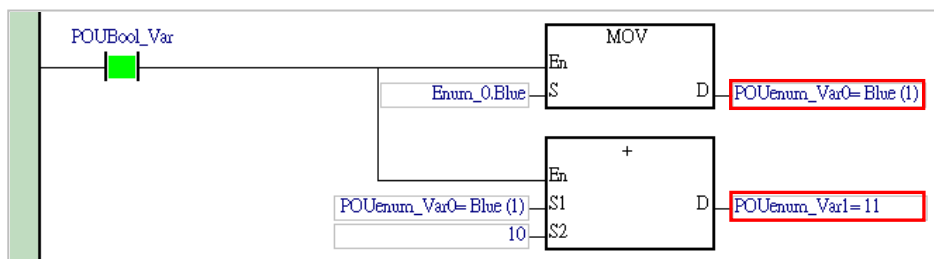 POUBool_Var
MOV
En
Enum_0.Blue S D POUenum_Var0= Blue (1)
+
En
POUenum_Var0= Blue (1) S1 D POUenum_Var1= 11
10 S2